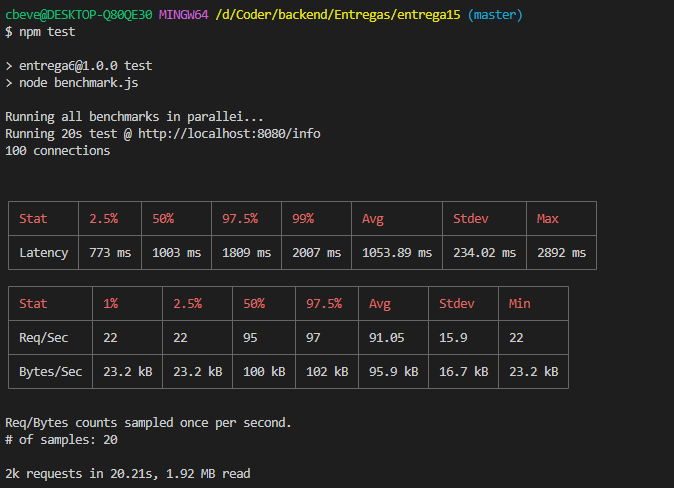 cbeve@DESKTOP-Q80QE30 MINGW64 /d/Coder/backend/Entregas/entrega15 (master)
$ npm test
> entrega6@1.0.0 test
> node benchmark.js
Running all benchmarks in parallei...
Running 20s test @ http://localhost:8080/info
100 connections
Stat 2.5% 50% 97.5% 99% Avg Stdev Max
Latency 773 ms 1003 ms 1809 ms 2007 ms 1053.89 ms 234.02 ms 2892 ms
Stat 1% 2.5% 50% 97.5% Avg Stdev Min
Req/Sec 22 22 95 97 91.05 15.9 22
Bytes/Sec 23.2 kB 23.2 kB 100 kB 102 kB 95.9 kB 16.7 kB 23.2 kB
Req/Bytes counts sampled once per second.
# of samples: 20
2k requests in 20.21s, 1.92 MB read